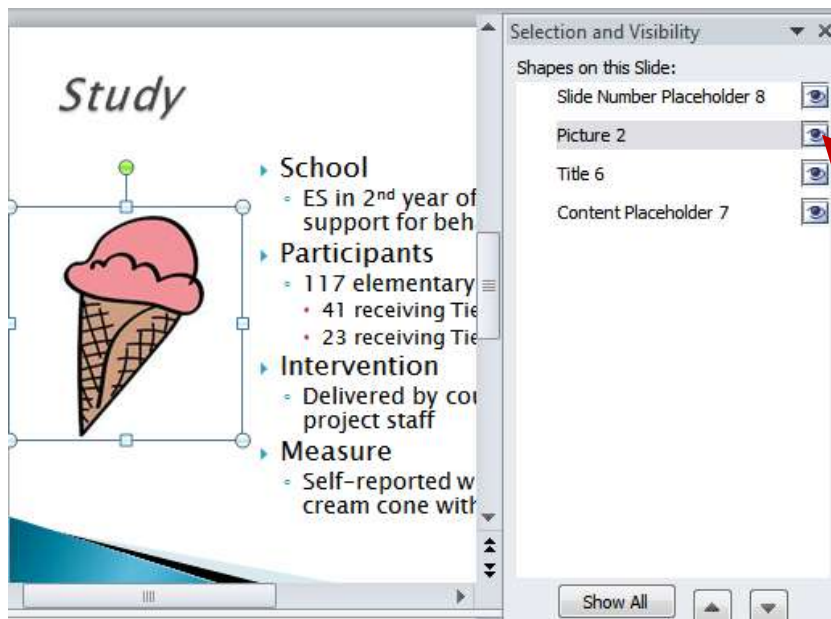 Study
School
ES in 2nd year of
support for beh
Participants
117 elementary
41 receiving Tie
23 receiving Tie
Intervention
Delivered by cou
project staff
Measure
Self-reported w
cream cone with
Selection and Visibility
Shapes on this Slide:
Slide Number Placeholder 8
Picture 2
Title 6
Content Placeholder 7
Show All